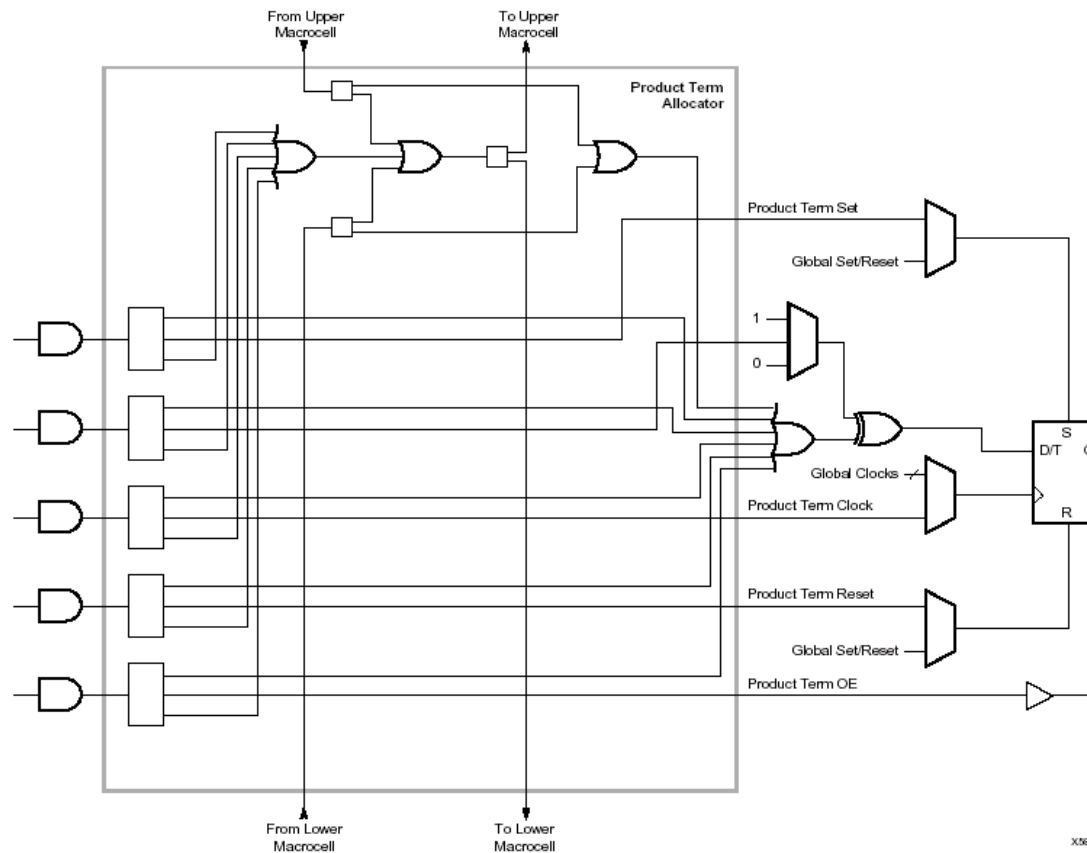 From Upper
Macrocell
To Upper
Macrocell
Product Term
Allocator
Product Term Set
Global Set/Reset
1
0
S
D/T
Global Clocks
Product Term Clock
R
Product Term Reset
Global Set/Reset
Product Term OE
From Lower
Macrocell
To Lower
Macrocell